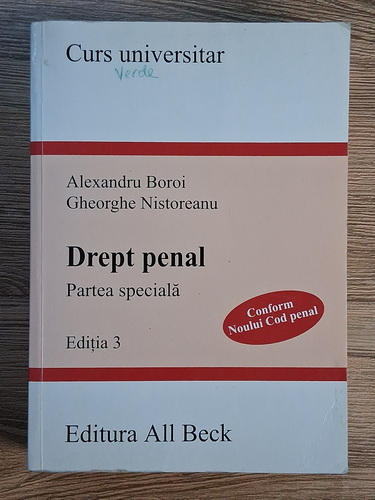 Curs universitar
Verde
Alexandru Boroi
Gheorghe Nistoreanu
Drept penal
Partea specială
Conform
Noului Cod penal
Ediția 3
Editura All Beck